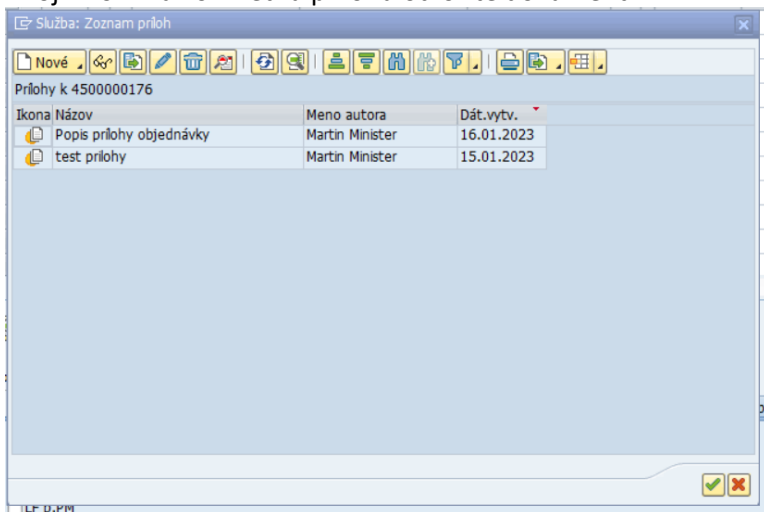 Služba: Zoznam príloh
Nové
Prílohy k 4500000176
Ikona Názov Meno autora Dát.vytv.
Popis prílohy objednávky Martin Minister 16.01.2023
test prílohy Martin Minister 15.01.2023